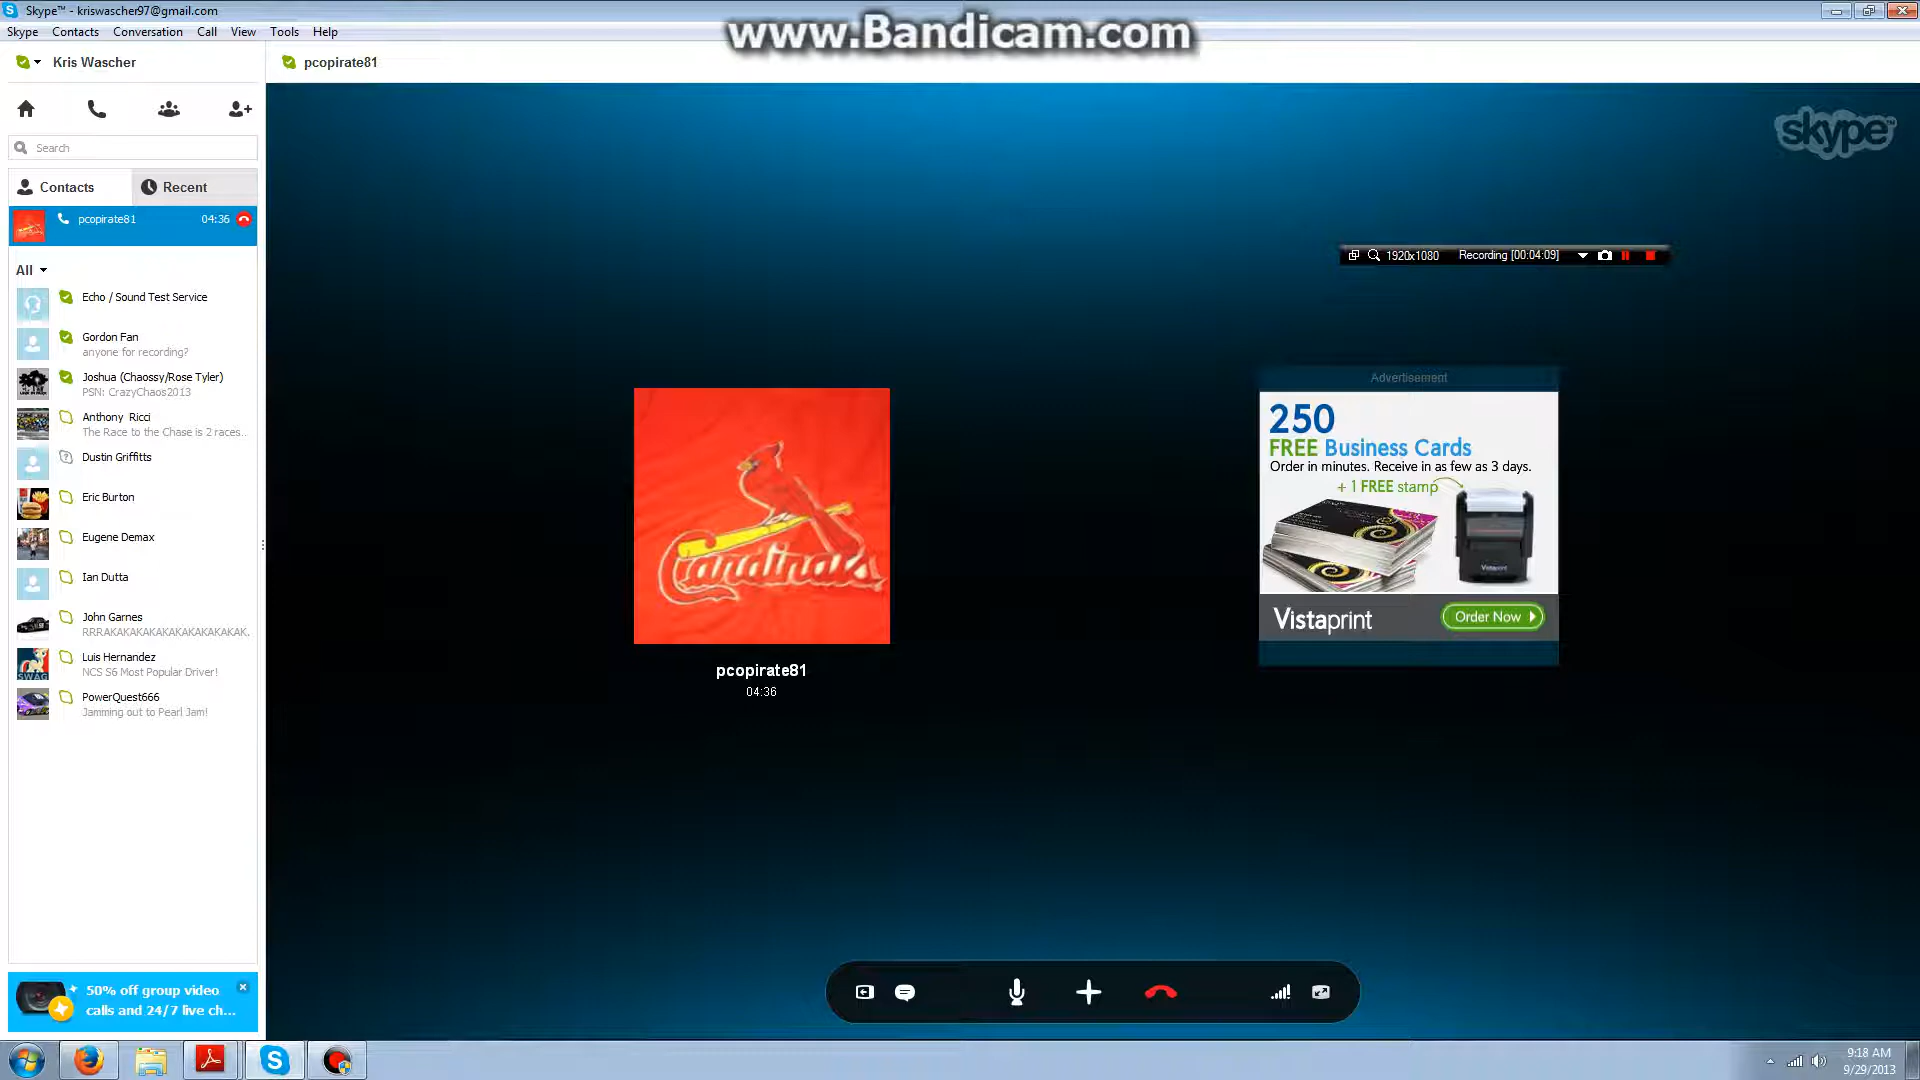 Skype™ - kriswascher97@gmail.com
www.Bandicam.com
Skype Contacts Conversation Call View Tools Help
Kris Wascher
pcopirate81
skype™
Search
Contacts
Recent
pcopirate81 04:36
1920x1080 Recording [00:04:09]
All
Echo / Sound Test Service
Gordon Fan
anyone for recording?
Joshua (Chaossy/Rose Tyler)
PSN: CrazyChaos2013
Anthony Ricci
The Race to the Chase is 2 races...
Dustin Griffitts
Eric Burton
Eugene Demax
Ian Dutta
John Garnes
RRRAKAKAKAKAKAKAKAKAKAK...
Luis Hernandez
NCS S6 Most Popular Driver!
SWAG
PowerQuest666
Jamming out to Pearl Jam!
Cardinals
pcopirate81
04:36
Advertisement
250
FREE Business Cards
Order in minutes. Receive in as few as 3 days.
+ 1 FREE stamp
Vistaprint
Vistaprint
Order Now
50% off group video
calls and 24/7 live ch...
9:18 AM
9/29/2013